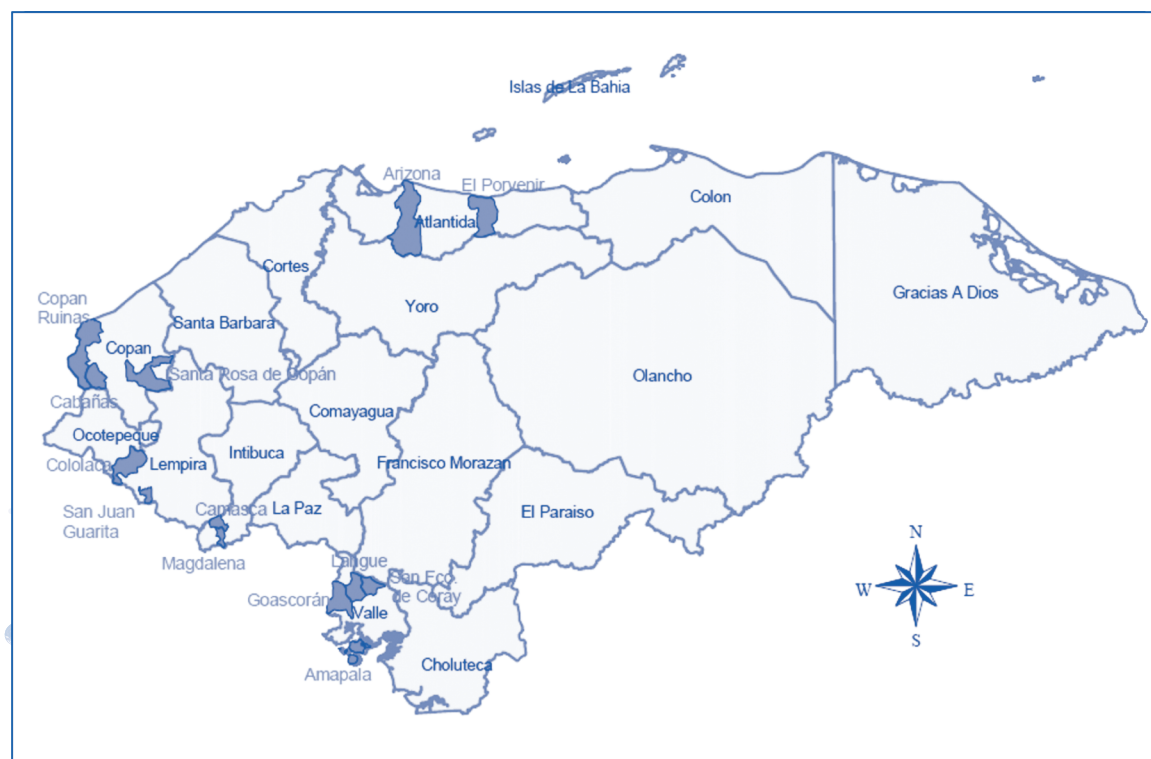 Islas de La Bahia
Arizona
El Porvenir
Colon
Atlantida
Cortes
Gracias A Dios
Copan
Ruinas
Yoro
Santa Barbara
Copan
Santa Rosa de Copán
Olancho
Cabañas
Comayagua
Ocotepeque
Intibuca
Cololaca
Lempira
Francisco Morazan
San Juan
Guarita
Camasca
La Paz
El Paraiso
Magdalena
Langue
San Fco.
de Coray
Goascorán
Valle
Amapala
Choluteca
N
W
E
S